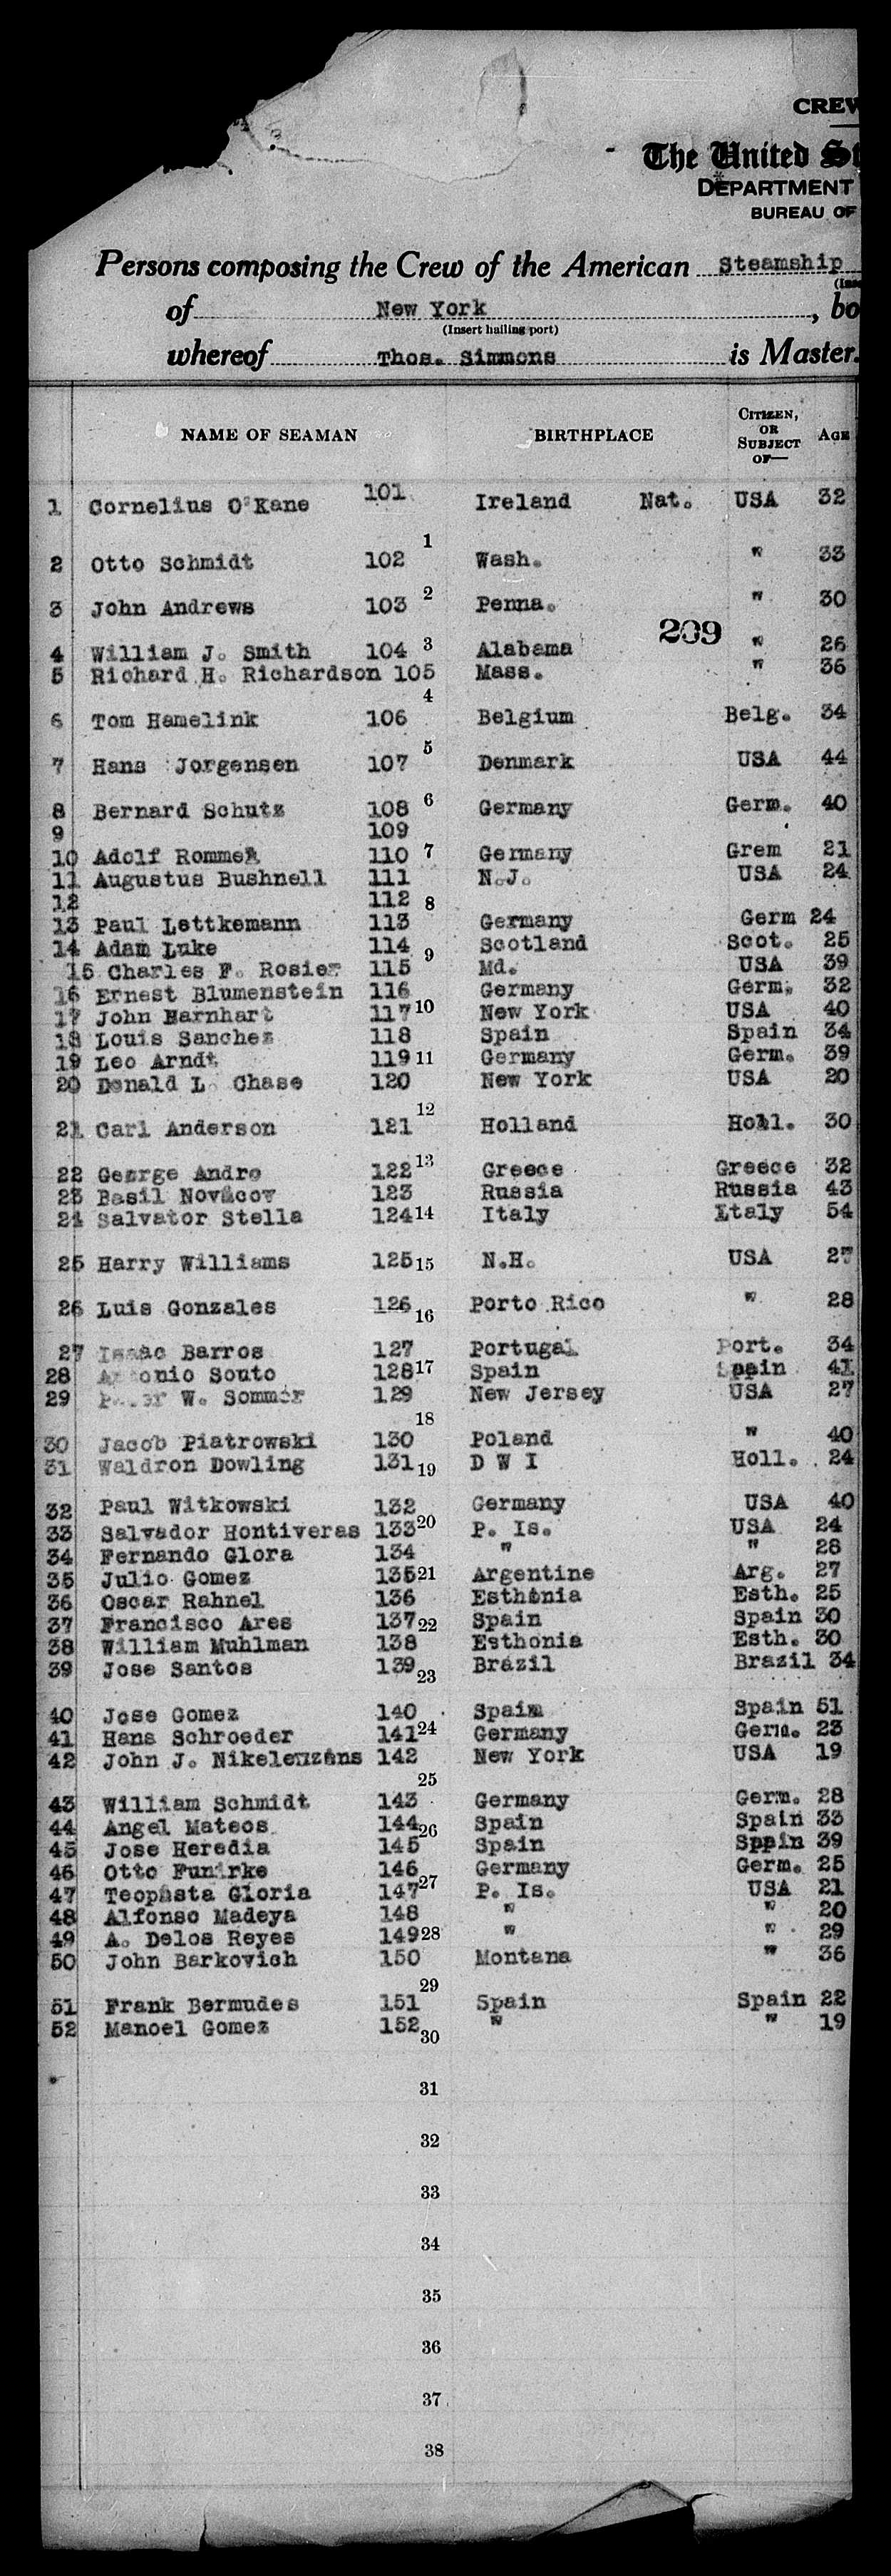 CREW
The United St
DEPARTMENT
BUREAU OF
Persons composing the Crew of the American Steamship
(Inse
of New York, bo
(Insert hailing port)
whereof Thos. Simmons is Master.
NAME OF SEAMAN BIRTHPLACE CITIZEN, OR SUBJECT OF— AGE
1 Cornelius O'Kane 101 Ireland Nat. USA 32
1
2 Otto Schmidt 102 Wash. " 33
3 John Andrews 103 2 Penna. " 30
209
4 William J. Smith 104 3 Alabama " 26
5 Richard H. Richardson 105 Mass. " 36
4
6 Tom Hamelink 106 Belgium Belg. 34
5
7 Hans Jorgensen 107 Denmark USA 44
8 Bernard Schutz 108 6 Germany Germ. 40
9 109
10 Adolf Rommel 110 7 Germany Grem 21
11 Augustus Bushnell 111 N.J. USA 24
12 112 8
13 Paul Lettkemann 113 Germany Germ 24
14 Adam Luke 114 9 Scotland Scot. 25
15 Charles F. Rosier 115 Md. USA 39
16 Ernest Blumenstein 116 Germany Germ. 32
17 John Harnhart 117 10 New York USA 40
18 Louis Sanchez 118 Spain Spain 34
19 Leo Arndt 119 11 Germany Germ. 39
20 Donald L. Chase 120 New York USA 20
12
21 Carl Anderson 121 Holland Holl. 30
22 George Andro 122 13 Greece Greece 32
23 Basil Novacov 123 Russia Russia 43
24 Salvator Stella 124 14 Italy Italy 54
25 Harry Williams 125 15 N.H. USA 27
26 Luis Gonzales 126 16 Porto Rico " 28
27 Isaac Barros 127 Portugal Port. 34
28 Antonio Souto 128 17 Spain Spain 41
29 W. Sommer 129 New Jersey USA 27
18
30 Jacob Piatrowski 130 Poland " 40
31 Waldron Dowling 131 19 D W I Holl. 24
32 Paul Witkowski 132 Germany USA 40
33 Salvador Hontiveras 133 20 P. Is. USA 24
34 Fernando Glora 134 " " 28
35 Julio Gomez 135 21 Argentine Arg. 27
36 Oscar Rahnel 136 Esthonia Esth. 25
37 Francisco Ares 137 22 Spain Spain 30
38 William Muhlman 138 Esthonia Esth. 30
39 Jose Santos 139 23 Brazil Brazil 34
40 Jose Gomez 140 Spain Spain 51
41 Hans Schroeder 141 24 Germany Germ. 23
42 John J. Nikelenzens 142 New York USA 19
25
43 William Schmidt 143 Germany Germ. 28
44 Angel Mateos 144 26 Spain Spain 33
45 Jose Heredia 145 Spain Spain 39
46 Otto Funirke 146 Germany Germ. 25
47 Teopasta Gloria 147 27 P. Is. USA 21
48 Alfonso Madeya 148 " " 20
49 A. Delos Reyes 149 28 " " 29
50 John Barkovich 150 Montana " 36
29
51 Frank Bermudes 151 Spain Spain 22
52 Manoel Gomez 152 30 " " 19
31
32
33
34
35
36
37
38